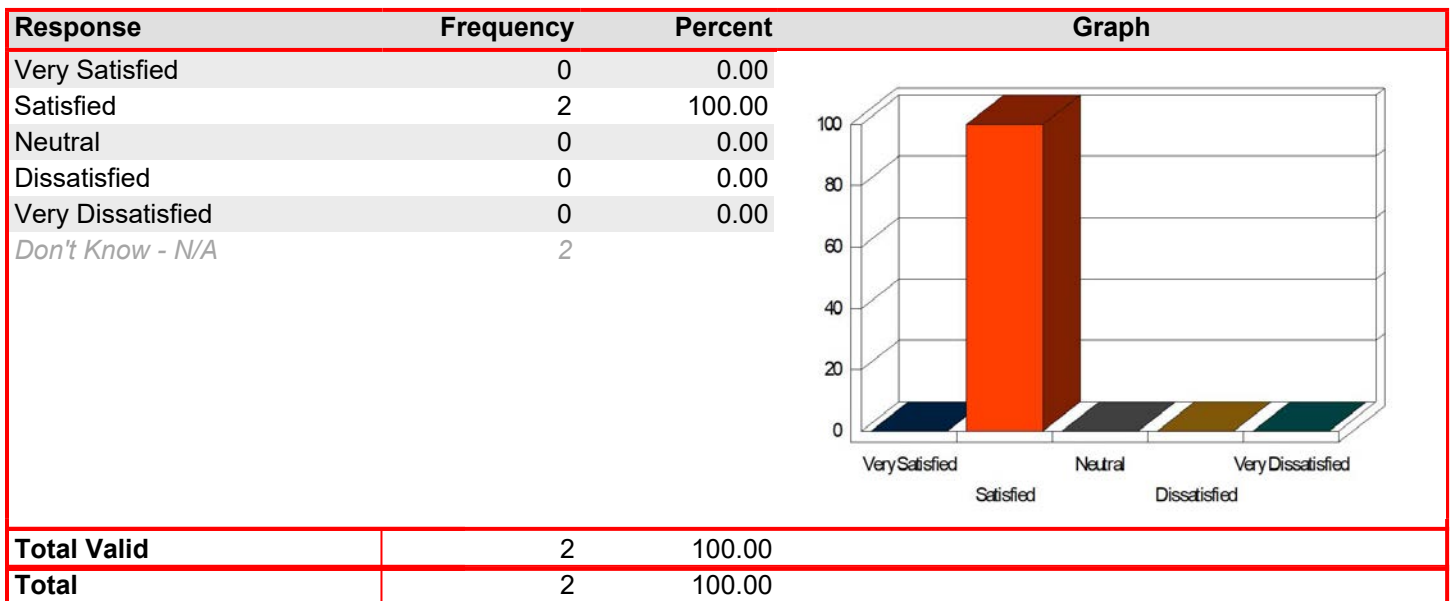 Response Frequency Percent Graph
Very Satisfied 0 0.00
Satisfied 2 100.00
Neutral 0 0.00
Dissatisfied 0 0.00
Very Dissatisfied 0 0.00
Don't Know - N/A 2
100
80
60
40
20
0
Very Satisfied Neutral Very Dissatisfied
Satisfied Dissatisfied
Total Valid 2 100.00
Total 2 100.00